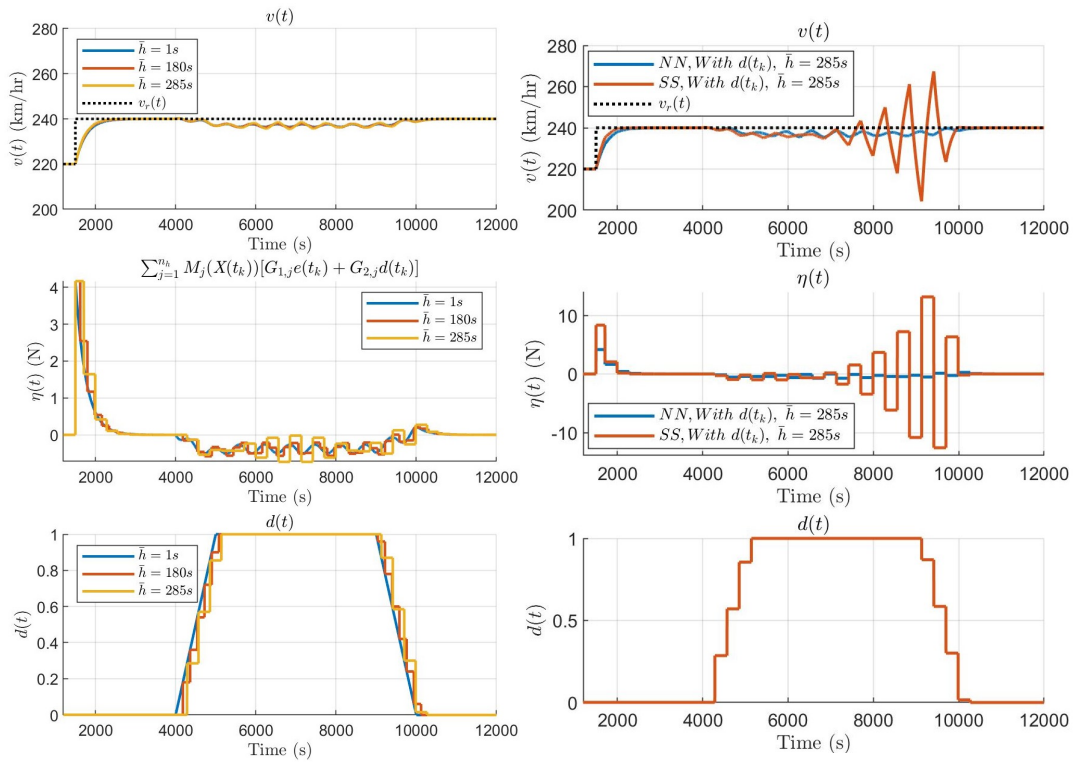 v(t)
280
260
240
220
200
v(t) (km/hr)
h̄ = 1s
h̄ = 180s
h̄ = 285s
v_r(t)
2000 4000 6000 8000 10000 12000
Time (s)
∑_{j=1}^{n_h} M_j(X(t_k))[G_{1,j}e(t_k) + G_{2,j}d(t_k)]
4
3
2
1
0
η(t) (N)
h̄ = 1s
h̄ = 180s
h̄ = 285s
2000 4000 6000 8000 10000 12000
Time (s)
d(t)
1
0.8
0.6
0.4
0.2
0
d(t)
h̄ = 1s
h̄ = 180s
h̄ = 285s
2000 4000 6000 8000 10000 12000
Time (s)
v(t)
280
260
240
220
200
v(t) (km/hr)
NN, With d(t_k), h̄ = 285s
SS, With d(t_k), h̄ = 285s
v_r(t)
2000 4000 6000 8000 10000 12000
Time (s)
η(t)
10
0
-10
η(t) (N)
NN, With d(t_k), h̄ = 285s
SS, With d(t_k), h̄ = 285s
2000 4000 6000 8000 10000 12000
Time (s)
d(t)
1
0.5
0
d(t)
2000 4000 6000 8000 10000 12000
Time (s)